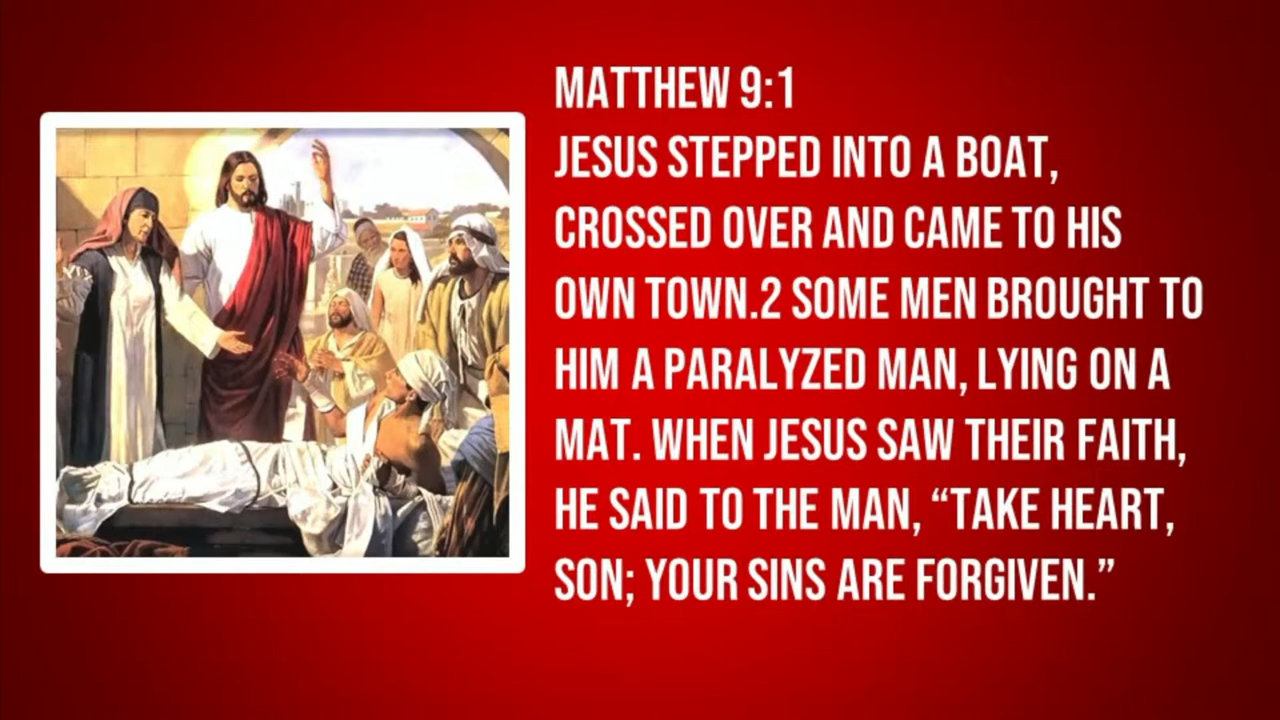 MATTHEW 9:1
JESUS STEPPED INTO A BOAT,
CROSSED OVER AND CAME TO HIS
OWN TOWN.2 SOME MEN BROUGHT TO
HIM A PARALYZED MAN, LYING ON A
MAT. WHEN JESUS SAW THEIR FAITH,
HE SAID TO THE MAN, “TAKE HEART,
SON; YOUR SINS ARE FORGIVEN.”